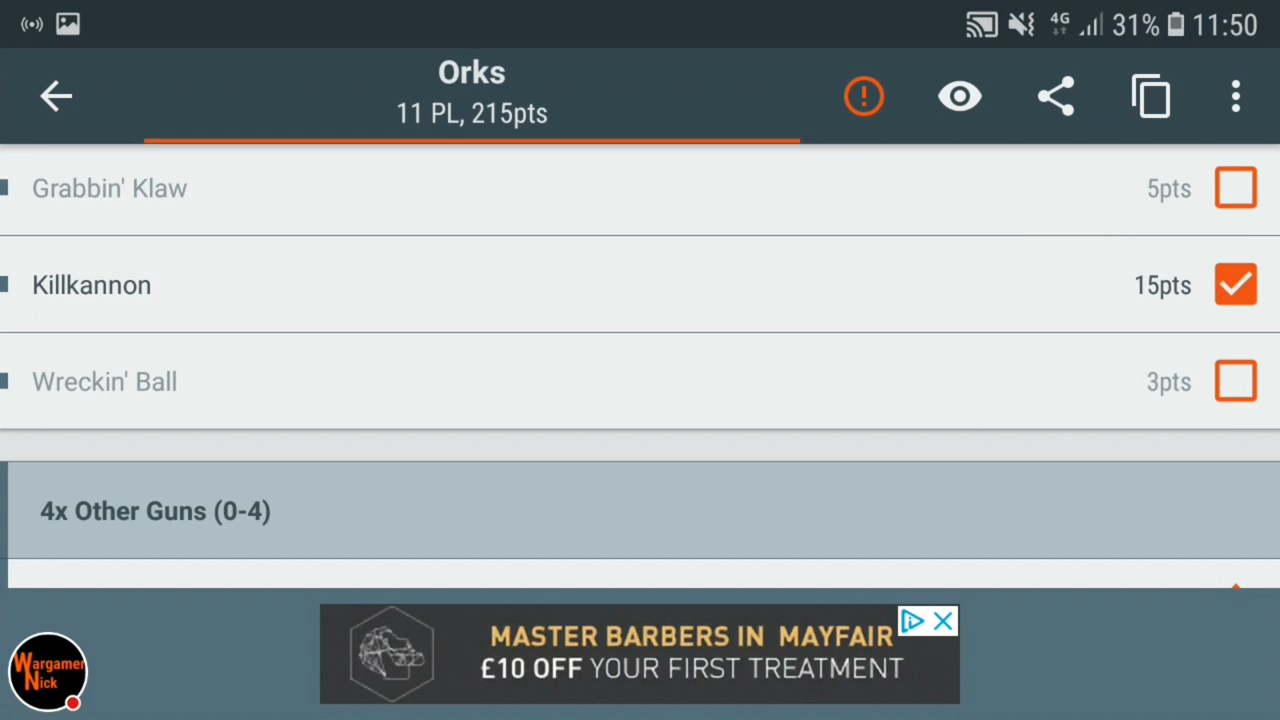 4G 31% 11:50
Orks
11 PL, 215pts
Grabbin' Klaw 5pts
Killkannon 15pts
Wreckin' Ball 3pts
4x Other Guns (0-4)
MASTER BARBERS IN MAYFAIR
£10 OFF YOUR FIRST TREATMENT
Wargamer
Nick